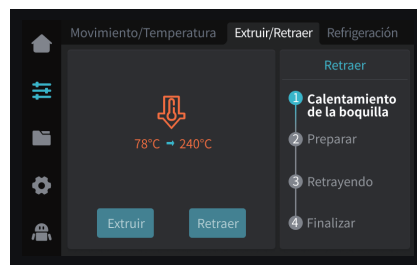 Movimiento/Temperatura Extruir/Retraer Refrigeración
78°C → 240°C
Extruir Retraer
Retraer
1 Calentamiento
de la boquilla
2 Preparar
3 Retrayendo
4 Finalizar